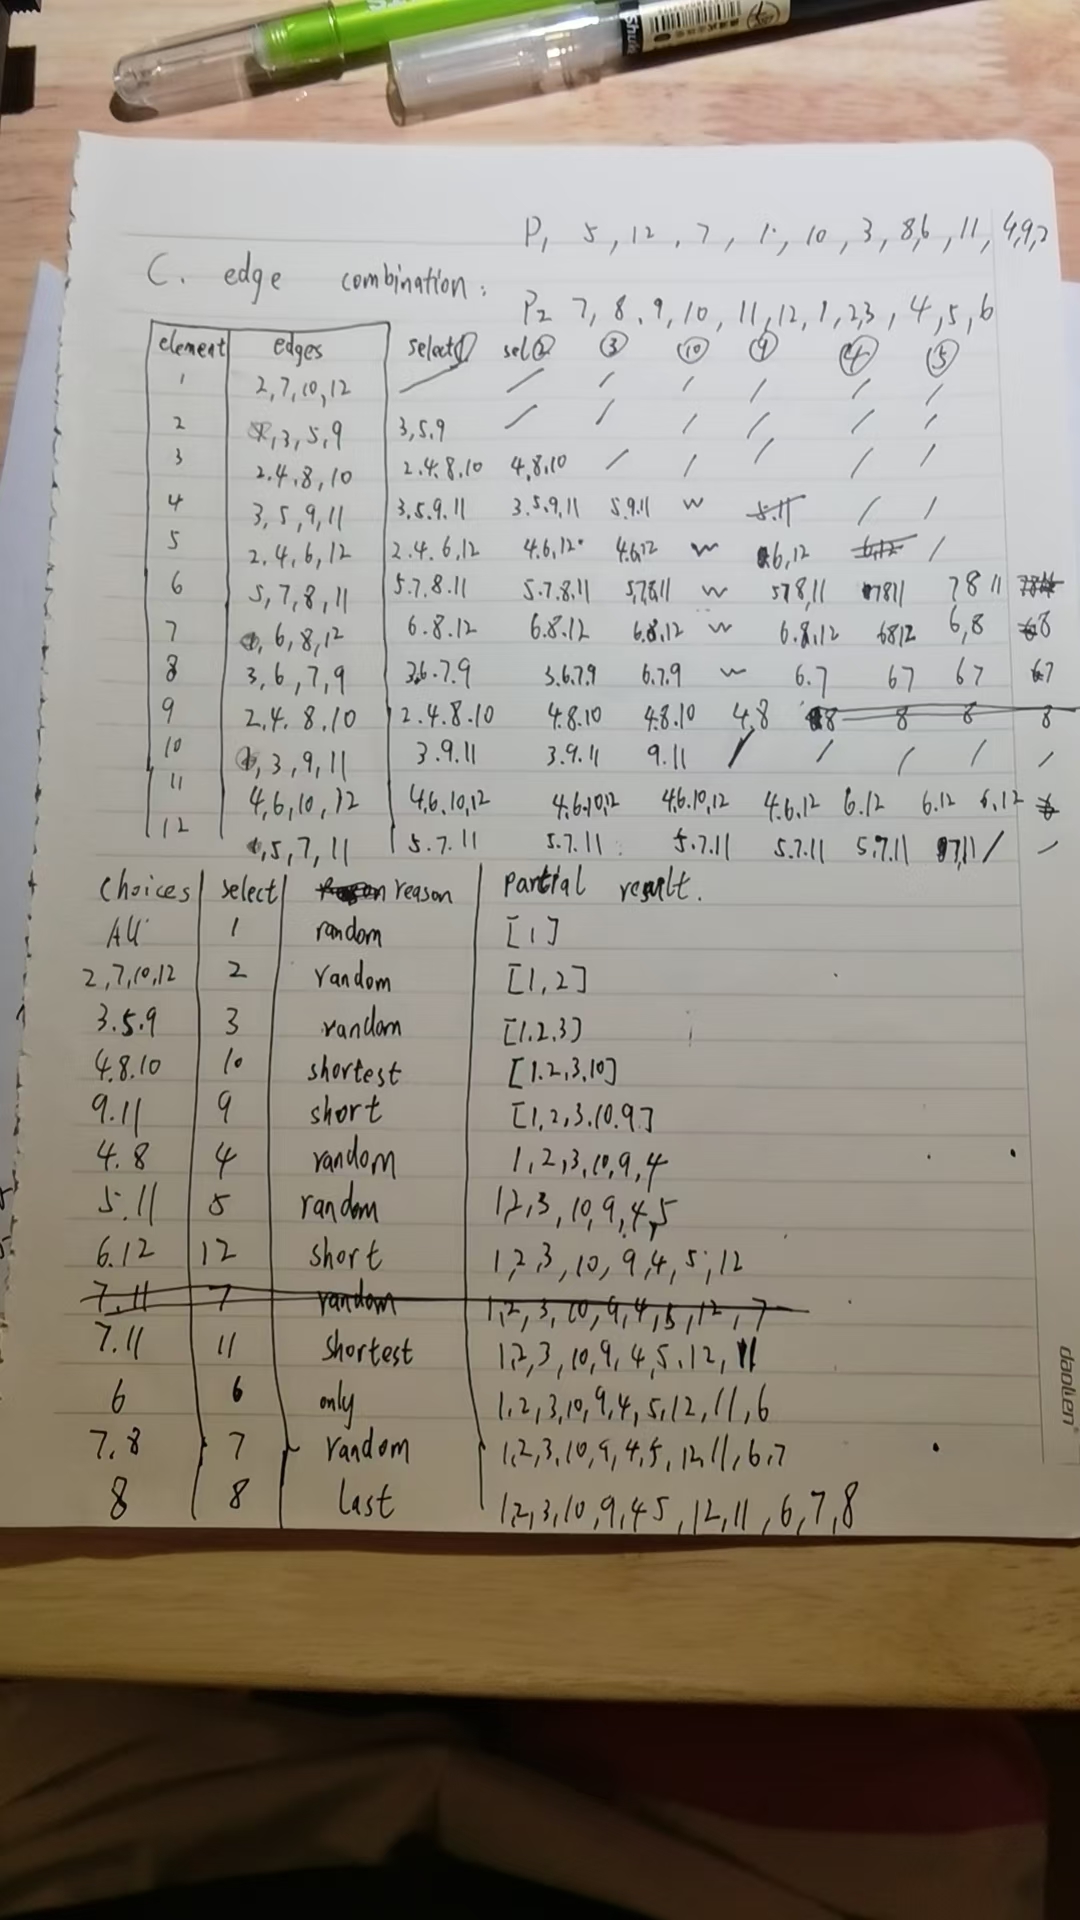 P1 5, 12, 7, 1, 10, 3, 8,6, 11, 4,9,2
C. edge combination:
P2 7, 8, 9, 10, 11, 12, 1, 2,3, 4, 5, 6
element edges select① sel② ③ ⑩ ⑨ ④ ⑤
1 2,7,10,12 / / / / / / /
2 1,3,5,9 3,5,9 / / / / / /
3 2.4.8,10 2.4.8,10 4,8,10 / / / / /
4 3,5,9,11 3,5.9.11 3.5.9,11 5.9.11 ~ 5.11 / /
5 2.4,6,12 2.4.6,12 4.6,12 4.6,12 ~ 6,12 6,12 /
6 5,7,8,11 5.7.8.11 5.7.8,11 5,7,8,11 ~ 5 7 8,11 7 8 11 7 8 11
7 1,6,8,12 6.8.12 6.8.12 6.8,12 ~ 6.8,12 6 8 12 6,8 8
8 3,6,7,9 3.6.7.9 3.6.7.9 6.7.9 ~ 6.7 6 7 6 7 7
9 2.4.8,10 2.4.8.10 4.8.10 4.8.10 4,8 8 8 8 8
10 1,3,9,11 3.9.11 3.9.11 9.11 / / / / /
11 4,6,10,12 4,6,10,12 4.6.10,12 4.6.10,12 4.6.12 6.12 6.12 6.12 6
12 1,5,7,11 5.7.11 5.7.11 5.7.11 5.7.11 5.7.11 7,11 / /
Choices select reason partial result.
All 1 random [1]
2,7,10,12 2 random [1,2]
3.5.9 3 random [1.2.3]
4.8.10 10 shortest [1.2,3,10]
9.11 9 short [1,2,3.10.9]
4.8 4 random 1,2,3,10,9,4
5.11 5 random 1,2,3,10,9,4,5
6.12 12 short 1,2,3,10,9,4,5,12
7.11 7 random 1,2,3,10,9,4,5,12,7
7.11 11 shortest 1,2,3,10,9,4,5.12,11
6 6 only 1,2,3,10,9,4,5,12,11,6
7,8 7 random 1,2,3,10,9,4,5,12,11,6,7
8 8 last 1,2,3,10,9,4 5,12,11,6,7,8
daolien